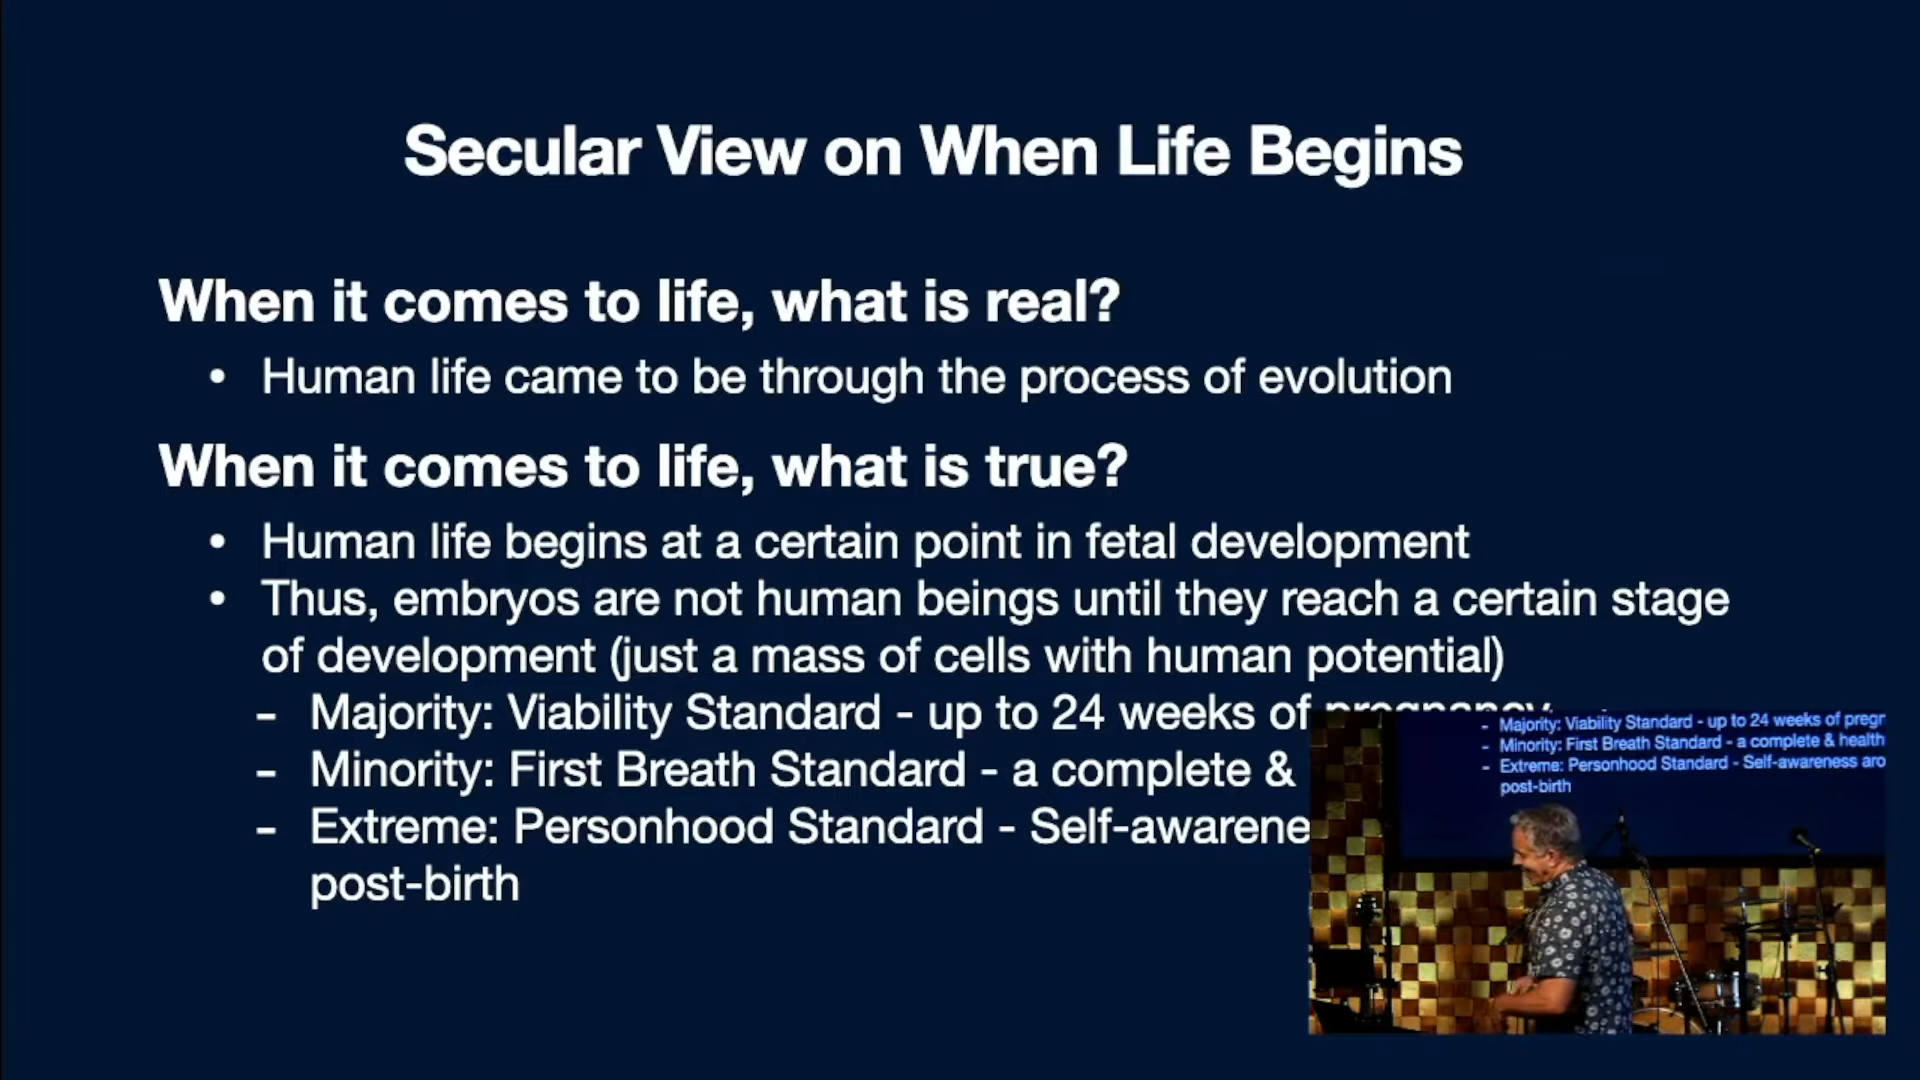 Secular View on When Life Begins
When it comes to life, what is real?
• Human life came to be through the process of evolution
When it comes to life, what is true?
• Human life begins at a certain point in fetal development
• Thus, embryos are not human beings until they reach a certain stage
of development (just a mass of cells with human potential)
- Majority: Viability Standard - up to 24 weeks of pregnancy
- Minority: First Breath Standard - a complete &
- Extreme: Personhood Standard - Self-awarene
post-birth
- Majority: Viability Standard - up to 24 weeks of pregr
- Minority: First Breath Standard - a complete & health
- Extreme: Personhood Standard - Self-awareness aro
post-birth